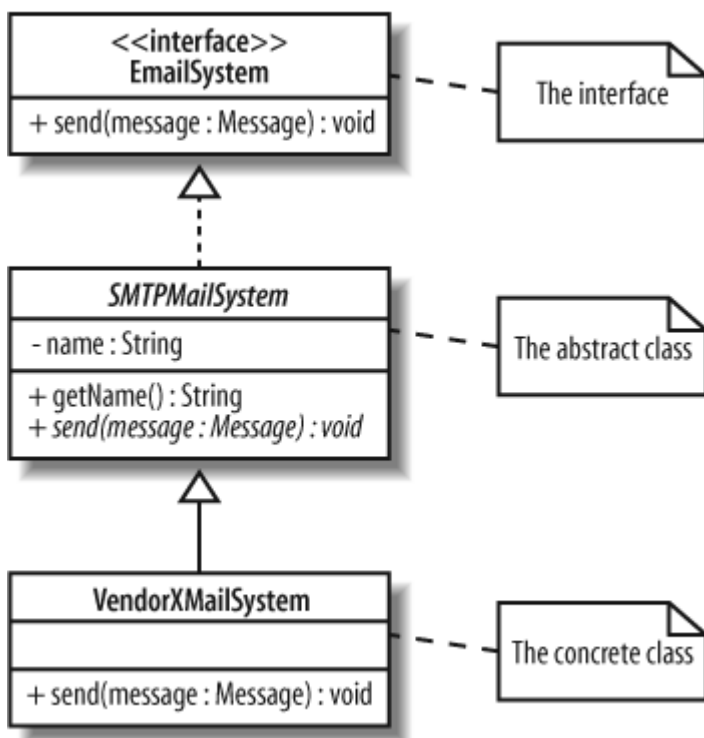 <<interface>>
EmailSystem
+ send(message : Message) : void
The interface
SMTPMailSystem
- name : String
+ getName() : String
+ send(message : Message) : void
The abstract class
VendorXMailSystem
+ send(message : Message) : void
The concrete class